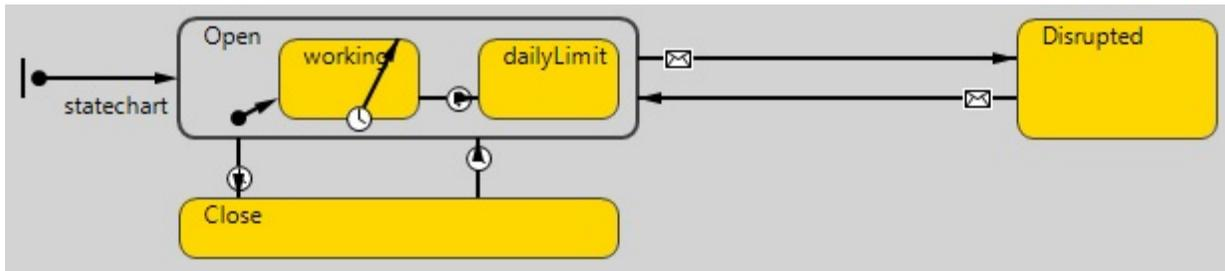 Open
working
dailyLimit
Disrupted
statechart
Close